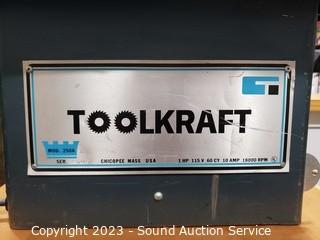 TOOLKRAFT
MOD. 2508
SER.
CHICOPEE MASS USA
1 HP 115 V 60 CY 10 AMP 18000 RPM
Copyright 2023 - Sound Auction Service